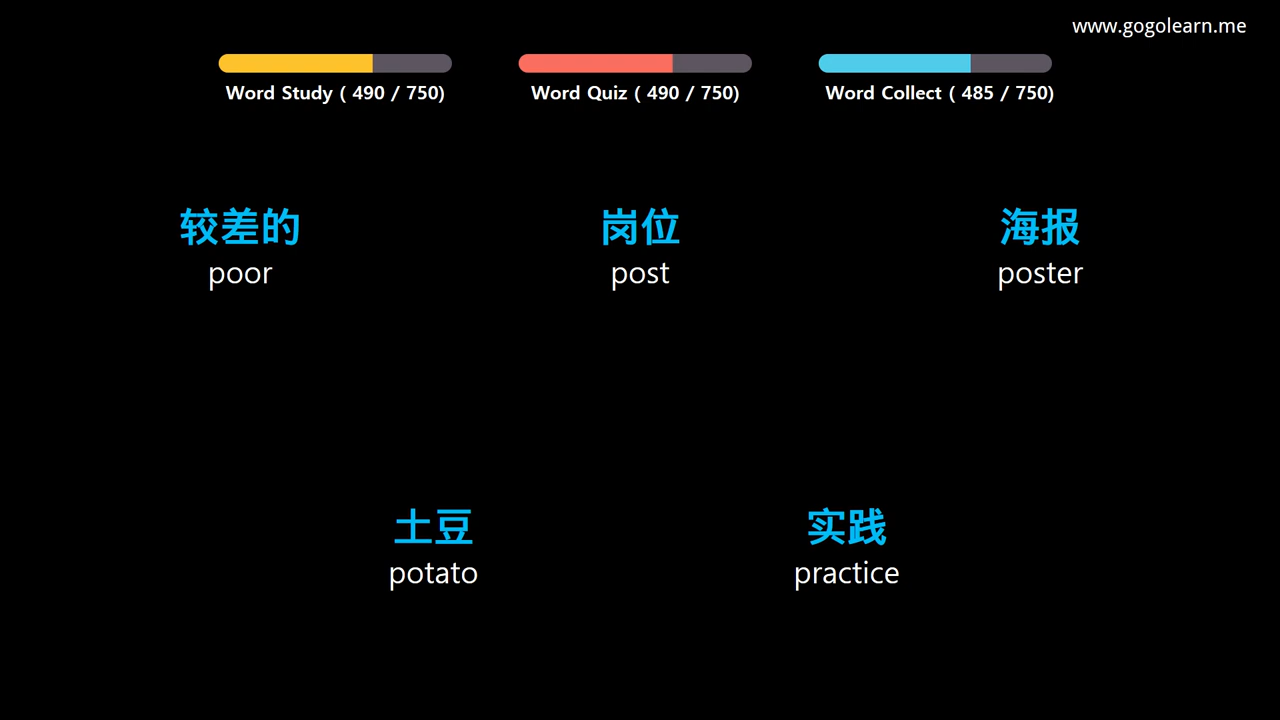 www.gogolearn.me
Word Study ( 490 / 750)
Word Quiz ( 490 / 750)
Word Collect ( 485 / 750)
较差的
poor
岗位
post
海报
poster
土豆
potato
实践
practice